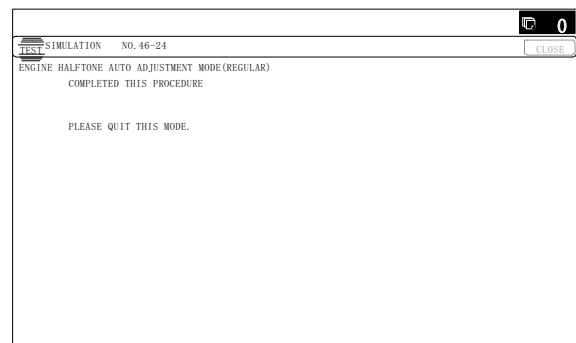 0
TEST SIMULATION NO.46-24
CLOSE
ENGINE HALFTONE AUTO ADJUSTMENT MODE(REGULAR)
COMPLETED THIS PROCEDURE
PLEASE QUIT THIS MODE.